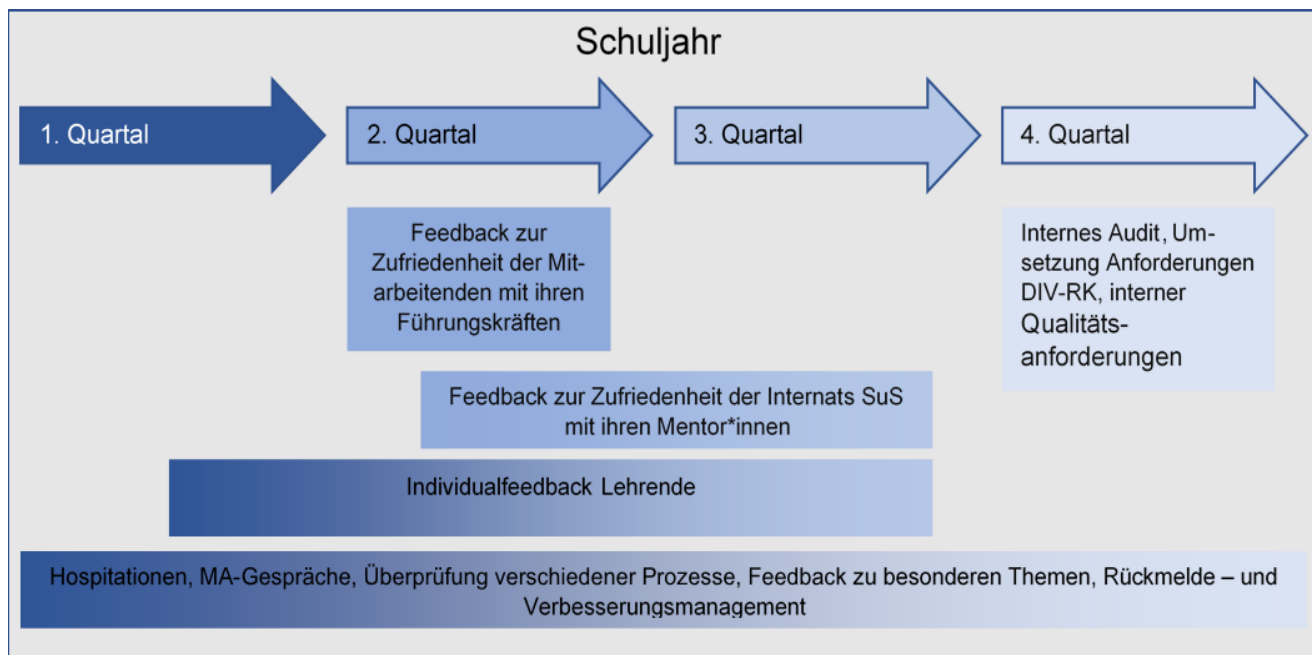 Schuljahr
1. Quartal
2. Quartal
3. Quartal
4. Quartal
Feedback zur
Zufriedenheit der Mit-
arbeitenden mit ihren
Führungskräften
Internes Audit, Um-
setzung Anforderungen
DIV-RK, interner
Qualitäts-
anforderungen
Feedback zur Zufriedenheit der Internats SuS
mit ihren Mentor*innen
Individualfeedback Lehrende
Hospitationen, MA-Gespräche, Überprüfung verschiedener Prozesse, Feedback zu besonderen Themen, Rückmelde – und
Verbesserungsmanagement